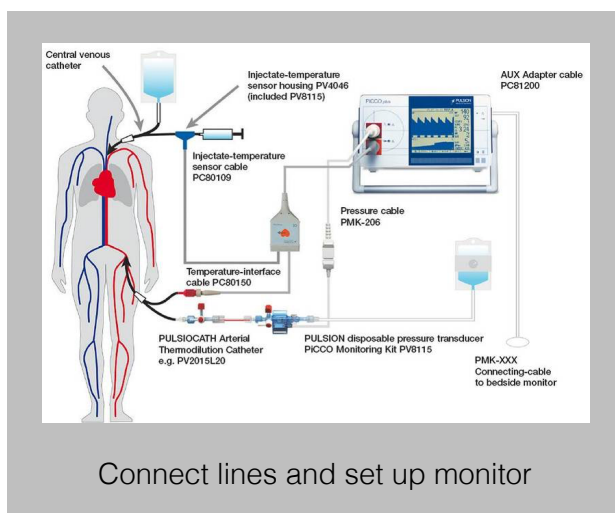 Central venous
catheter
Injectate-temperature
sensor housing PV4046
(included PV8115)
AUX Adapter cable
PC81200
PiCCO plus
PULSION
Injectate-temperature
sensor cable
PC80109
Pressure cable
PMK-206
Temperature-interface
cable PC80150
PULSIOCATH Arterial
Thermodilution Catheter
e.g. PV2015L20
PULSION disposable pressure transducer
PiCCO Monitoring Kit PV8115
PMK-XXX
Connecting-cable
to bedside monitor
Connect lines and set up monitor